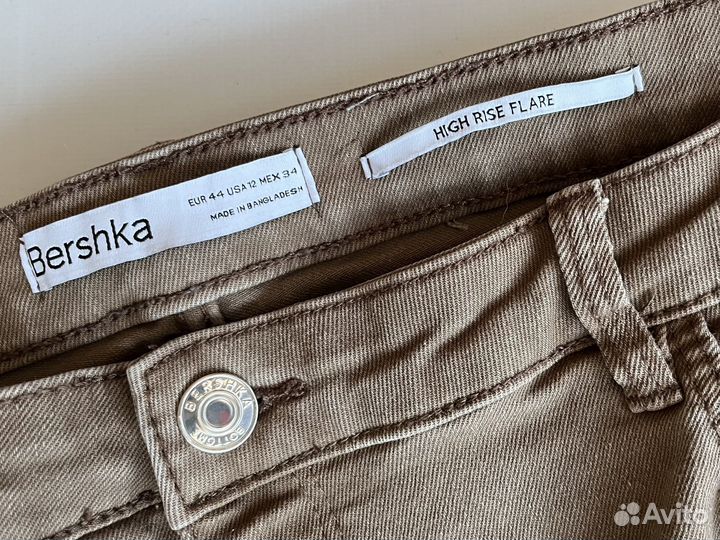 Bershka
EUR 44 USA 12 MEX 34
MADE IN BANGLADESH
HIGH RISE FLARE
BERSHKA
BOTTOMS
Avito